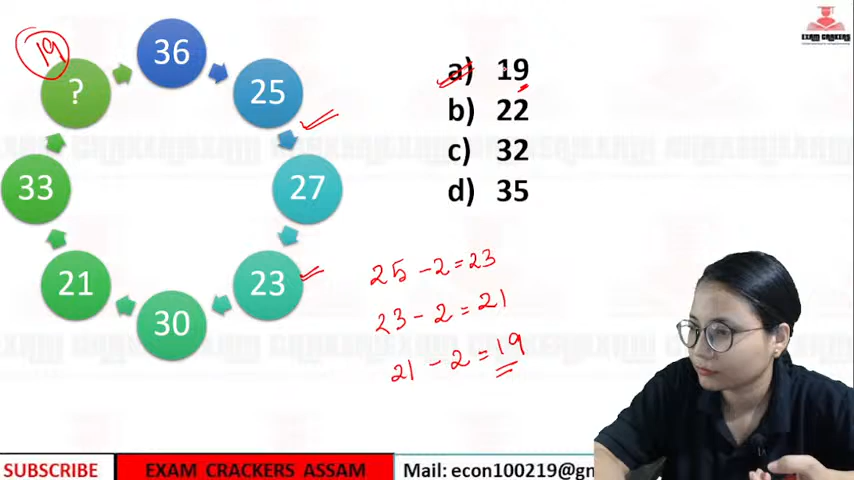 19
?
36
25
27
23
30
21
33
a) 19
b) 22
c) 32
d) 35
25 - 2 = 23
23 - 2 = 21
21 - 2 = 19
EXAM CRACKERS
SUBSCRIBE
EXAM CRACKERS ASSAM
Mail: econ100219@gm